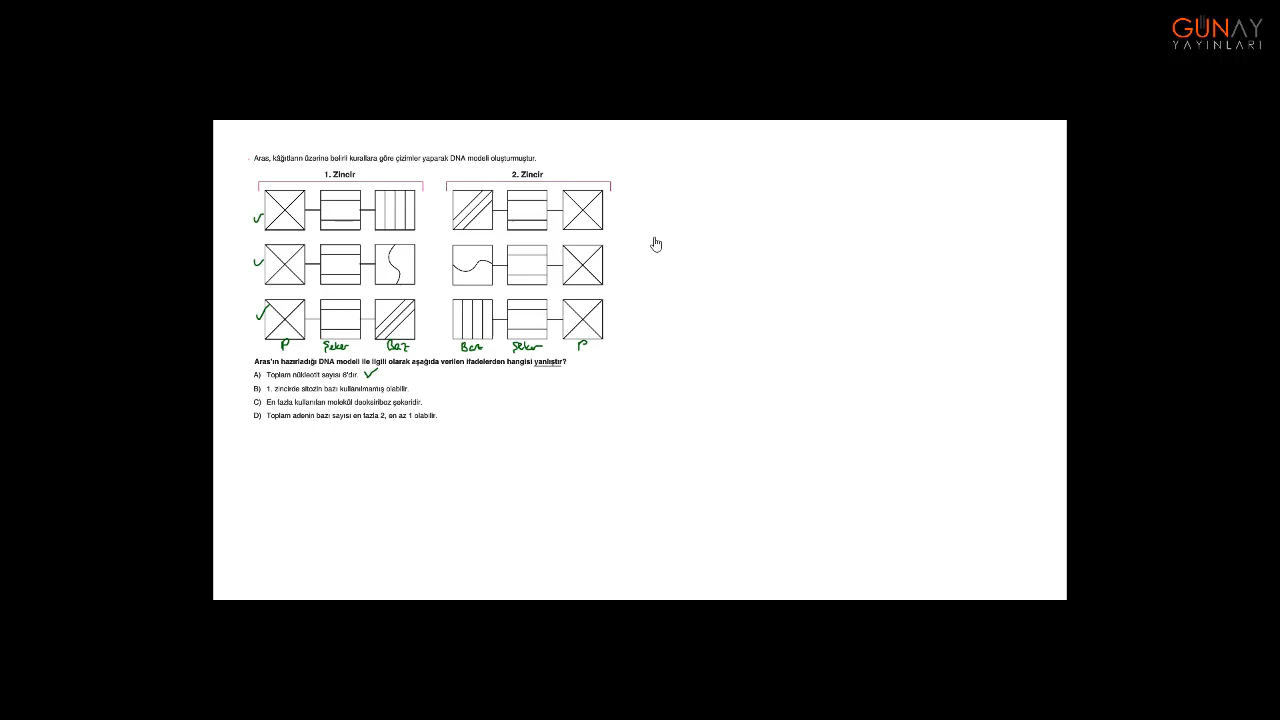 GÜNAY
YAYINLARI
Aras, kâğıtların üzerine belirli kurallara göre çizimler yaparak DNA modeli oluşturmuştur.
1. Zincir 2. Zincir
P Şeker Baz Baz Şeker P
Aras'ın hazırladığı DNA modeli ile ilgili olarak aşağıda verilen ifadelerden hangisi yanlıştır?
A) Toplam nükleotit sayısı 6'dır.
B) 1. zincirde sitozin bazı kullanılmamış olabilir.
C) En fazla kullanılan molekül deoksiriboz şekeridir.
D) Toplam adenin bazı sayısı en fazla 2, en az 1 olabilir.